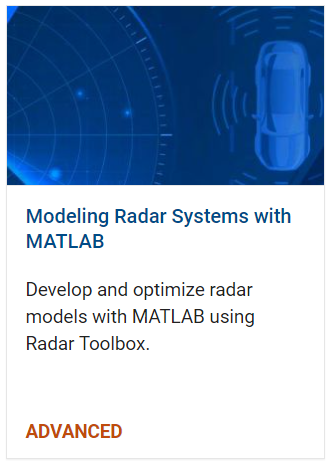 Modeling Radar Systems with
MATLAB
Develop and optimize radar
models with MATLAB using
Radar Toolbox.
ADVANCED